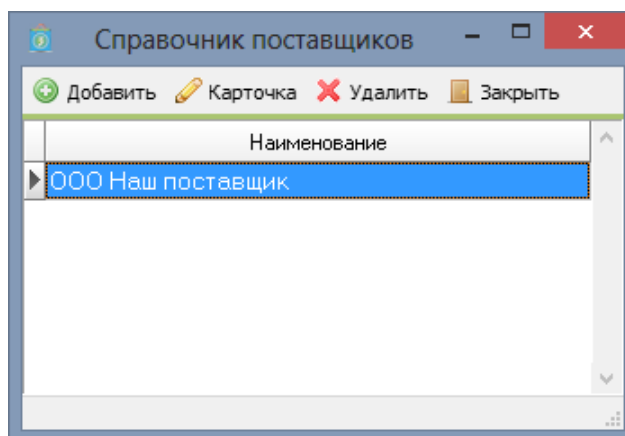 Справочник поставщиков
Добавить Карточка Удалить Закрыть
Наименование
ООО Наш поставщик